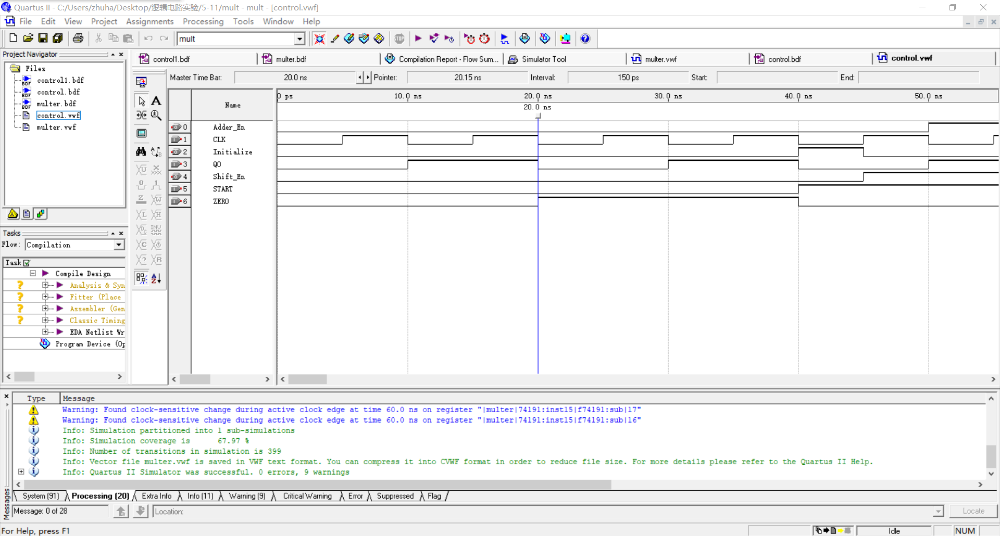 Quartus II - C:/Users/zhuha/Desktop/逻辑电路实验/5-11/mult - mult - [control.vwf]
File Edit View Project Assignments Processing Tools Window Help
mult
STOP
Project Navigator
control1.bdf
multer.bdf
Compilation Report - Flow Sum...
Simulator Tool
multer.vwf
control.bdf
control.vwf
Files
control1.bdf
control.bdf
multer.bdf
control.vwf
multer.vwf
Master Time Bar: 20.0 ns Pointer: 20.15 ns Interval: 150 ps Start: End:
Name
0 ps 10.0 ns 20.0 ns 30.0 ns 40.0 ns 50.0 ns
20.0 ns
0 Adder_En
1 CLK
2 Initialize
3 QO
4 Shift_En
5 START
6 ZERO
Tasks
Flow: Compilation
Task
Compile Design
Analysis & Syn
Fitter (Place
Assembler (Gen
Classic Timing
EDA Netlist Wr
Program Device (Op
Type Message
Warning: Found clock-sensitive change during active clock edge at time 60.0 ns on register "|multer|74191:inst15|f74191:sub|17"
Warning: Found clock-sensitive change during active clock edge at time 60.0 ns on register "|multer|74191:inst15|f74191:sub|16"
Info: Simulation partitioned into 1 sub-simulations
Info: Simulation coverage is 67.97 %
Info: Number of transitions in simulation is 399
Info: Vector file multer.vwf is saved in VWF text format. You can compress it into CVWF format in order to reduce file size. For more details please refer to the Quartus II Help.
Info: Quartus II Simulator was successful. 0 errors, 9 warnings
System (91) Processing (20) Extra Info Info (11) Warning (9) Critical Warning Error Suppressed Flag
Messages
Message: 0 of 28
Location:
Locate
For Help, press F1
Idle
NUM